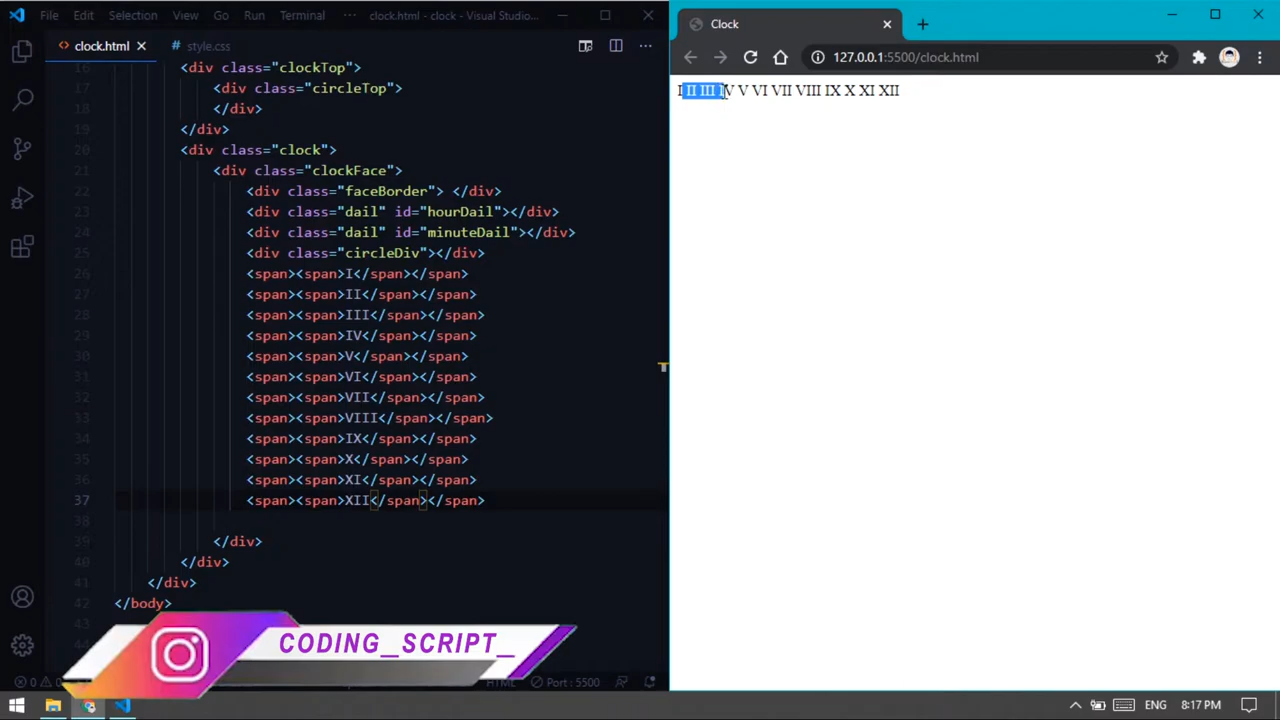 File Edit Selection View Go Run Terminal ··· clock.html - clock - Visual Studio...
clock.html
# style.css
16 <div class="clockTop">
17 <div class="circleTop">
18 </div>
19 </div>
20 <div class="clock">
21 <div class="clockFace">
22 <div class="faceBorder"> </div>
23 <div class="dail" id="hourDail"></div>
24 <div class="dail" id="minuteDail"></div>
25 <div class="circleDiv"></div>
26 <span><span>I</span></span>
27 <span><span>II</span></span>
28 <span><span>III</span></span>
29 <span><span>IV</span></span>
30 <span><span>V</span></span>
31 <span><span>VI</span></span>
32 <span><span>VII</span></span>
33 <span><span>VIII</span></span>
34 <span><span>IX</span></span>
35 <span><span>X</span></span>
36 <span><span>XI</span></span>
37 <span><span>XII</span></span>
38
39 </div>
40 </div>
41 </div>
42 </body>
43
CODING_SCRIPT_
0 0 HTML Port : 5500
Clock
127.0.0.1:5500/clock.html
I II III IV V VI VII VIII IX X XI XII
ENG 8:17 PM